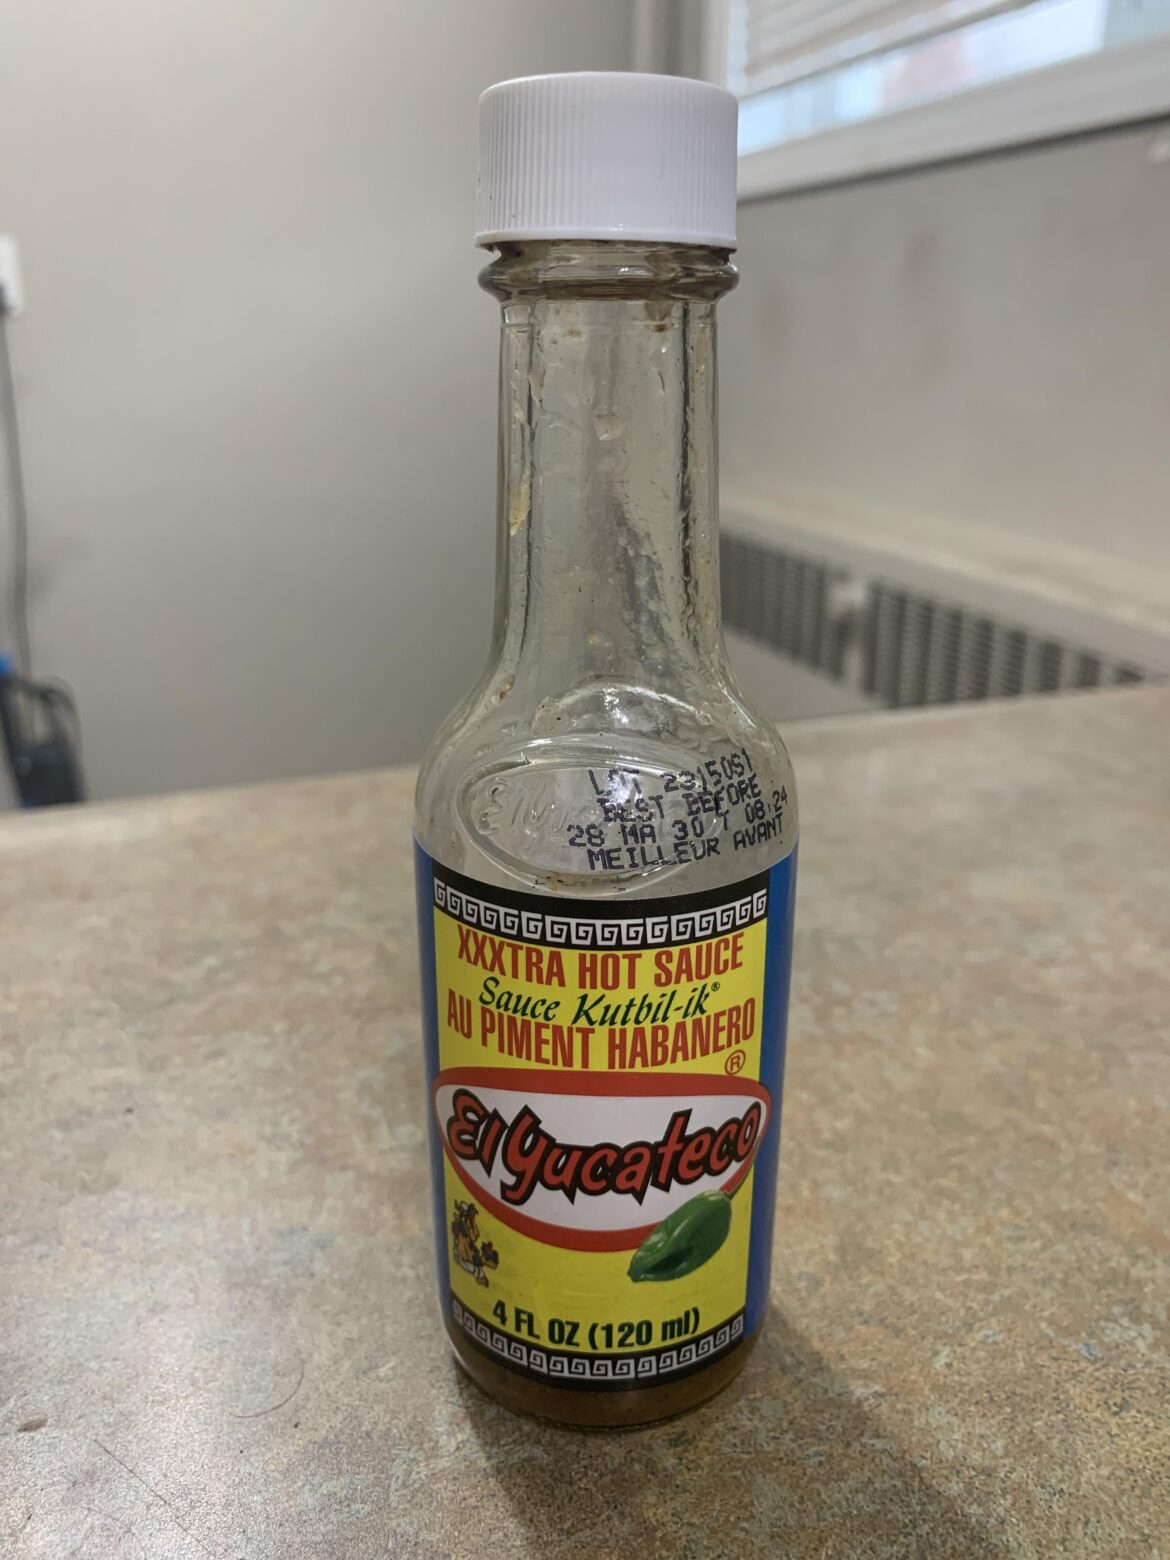 LOT 2315051
BEST BEFORE
28 MA 30 T 08:24
MEILLEUR AVANT
XXXTRA HOT SAUCE
Sauce Kutbil-ik®
AU PIMENT HABANERO
®
El Yucateco
4 FL OZ (120 ml)